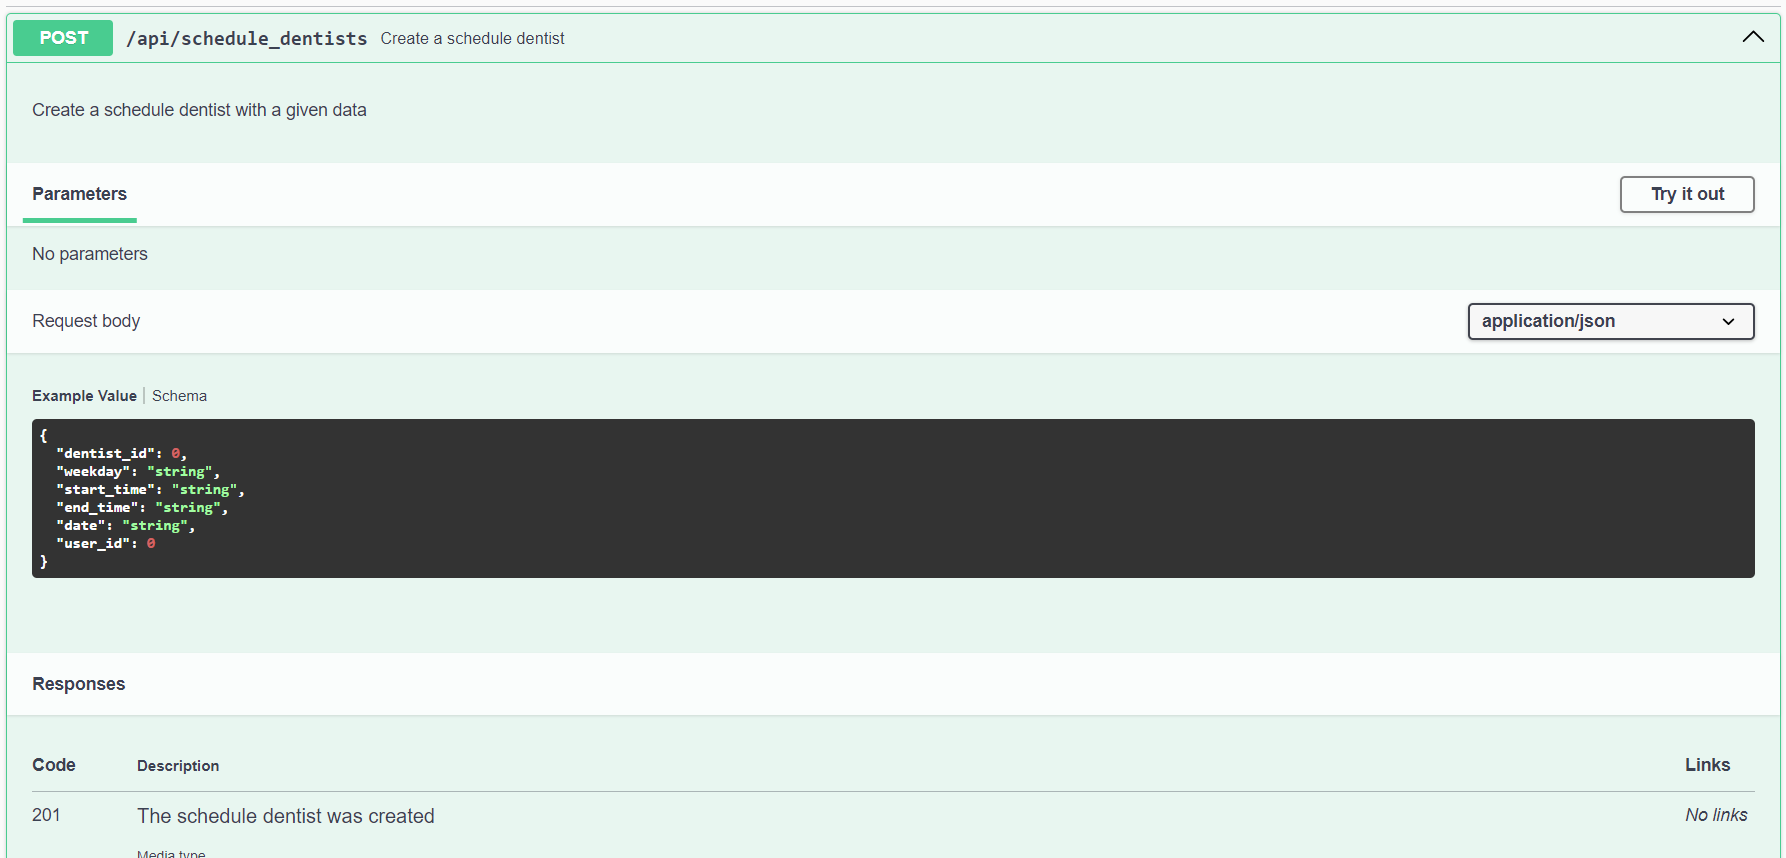 POST /api/schedule_dentists Create a schedule dentist
Create a schedule dentist with a given data
Parameters
Try it out
No parameters
Request body
application/json
Example Value | Schema
{
  "dentist_id": 0,
  "weekday": "string",
  "start_time": "string",
  "end_time": "string",
  "date": "string",
  "user_id": 0
}
Responses
Code Description Links
201 The schedule dentist was created No links
Media type